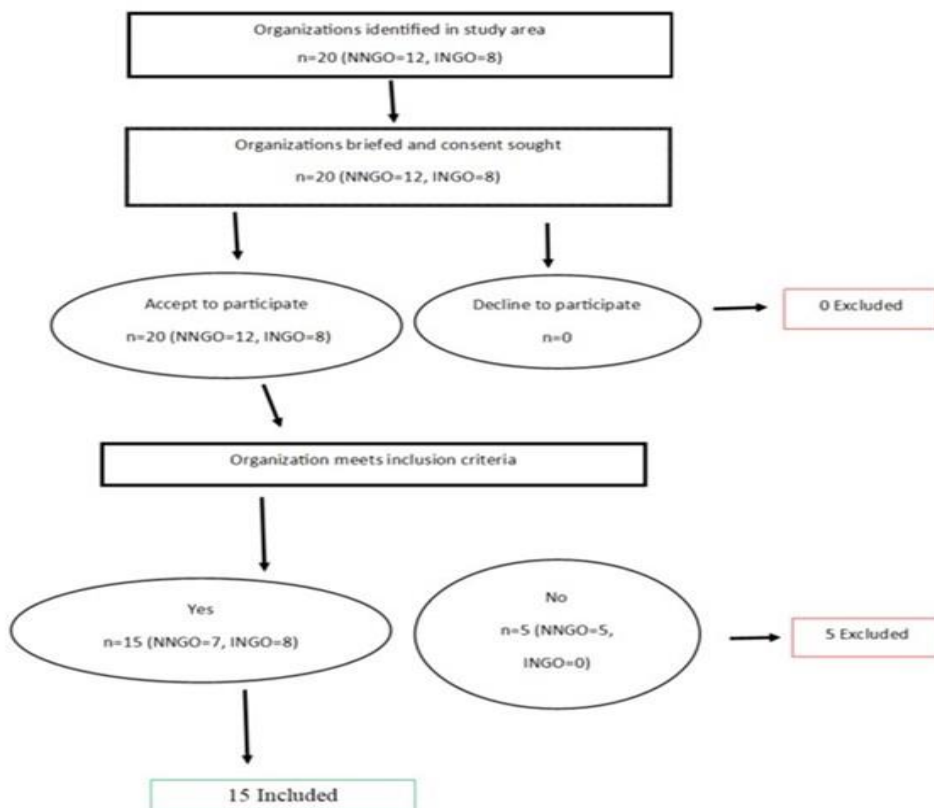 Organizations identified in study area
n=20 (NNGO=12, INGO=8)
Organizations briefed and consent sought
n=20 (NNGO=12, INGO=8)
Accept to participate
n=20 (NNGO=12, INGO=8)
Decline to participate
n=0
0 Excluded
Organization meets inclusion criteria
Yes
n=15 (NNGO=7, INGO=8)
No
n=5 (NNGO=5,
INGO=0)
5 Excluded
15 Included